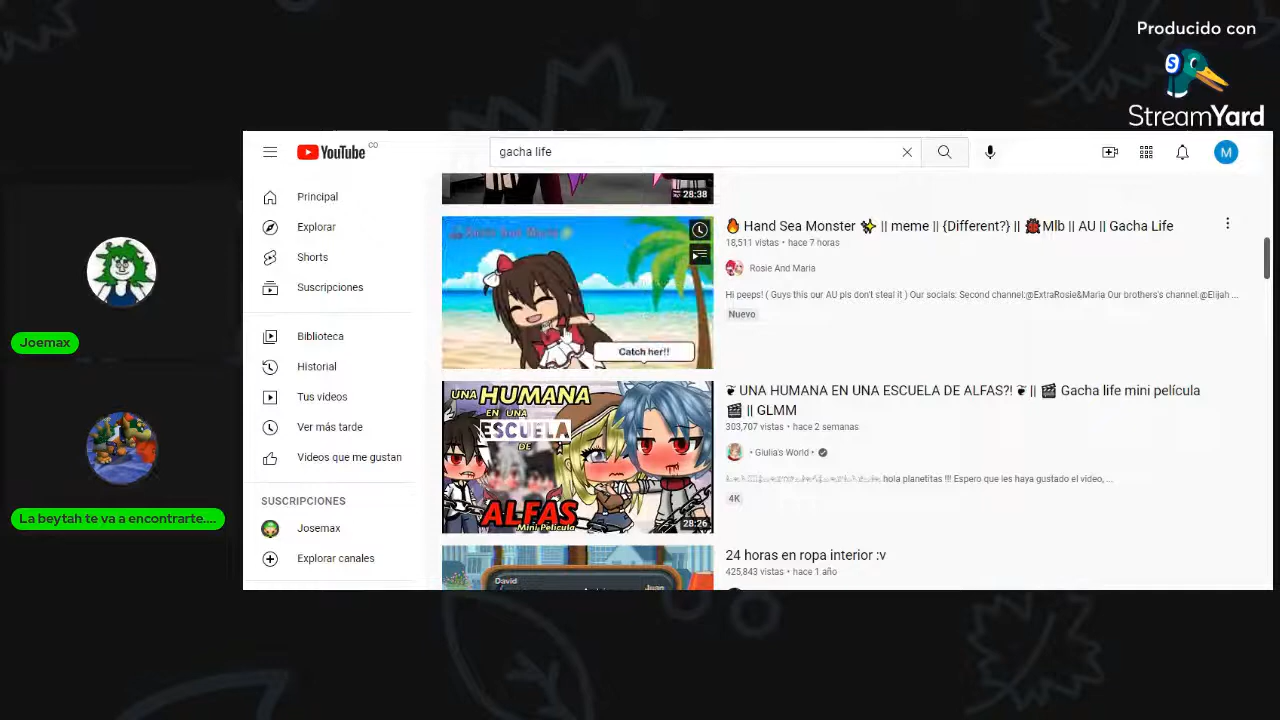 Producido con
StreamYard
YouTube CO
gacha life
M
Principal
Explorar
Shorts
Suscripciones
Biblioteca
Historial
Tus videos
Ver más tarde
Videos que me gustan
SUSCRIPCIONES
Josemax
Explorar canales
Joemax
La beytah te va a encontrarte....
28:38
Catch her!!
🔥 Hand Sea Monster ✨ || meme || {Different?} || 🐞Mlb || AU || Gacha Life
18,511 vistas • hace 7 horas
Rosie And Maria
Hi peeps! ( Guys this our AU pls don't steal it ) Our socials: Second channel:@ExtraRosie&Maria Our brothers's channel:@Elijah ...
Nuevo
UNA HUMANA
EN UNA
ESCUELA
DE
ALFAS
Mini Película
28:26
❦ UNA HUMANA EN UNA ESCUELA DE ALFAS?! ❦ || 🎬 Gacha life mini película
🎬 || GLMM
303,707 vistas • hace 2 semanas
• Giulia's World •
hola planetitas !!! Espero que les haya gustado el video, ...
4K
David
Juan
24 horas en ropa interior :v
425,843 vistas • hace 1 año